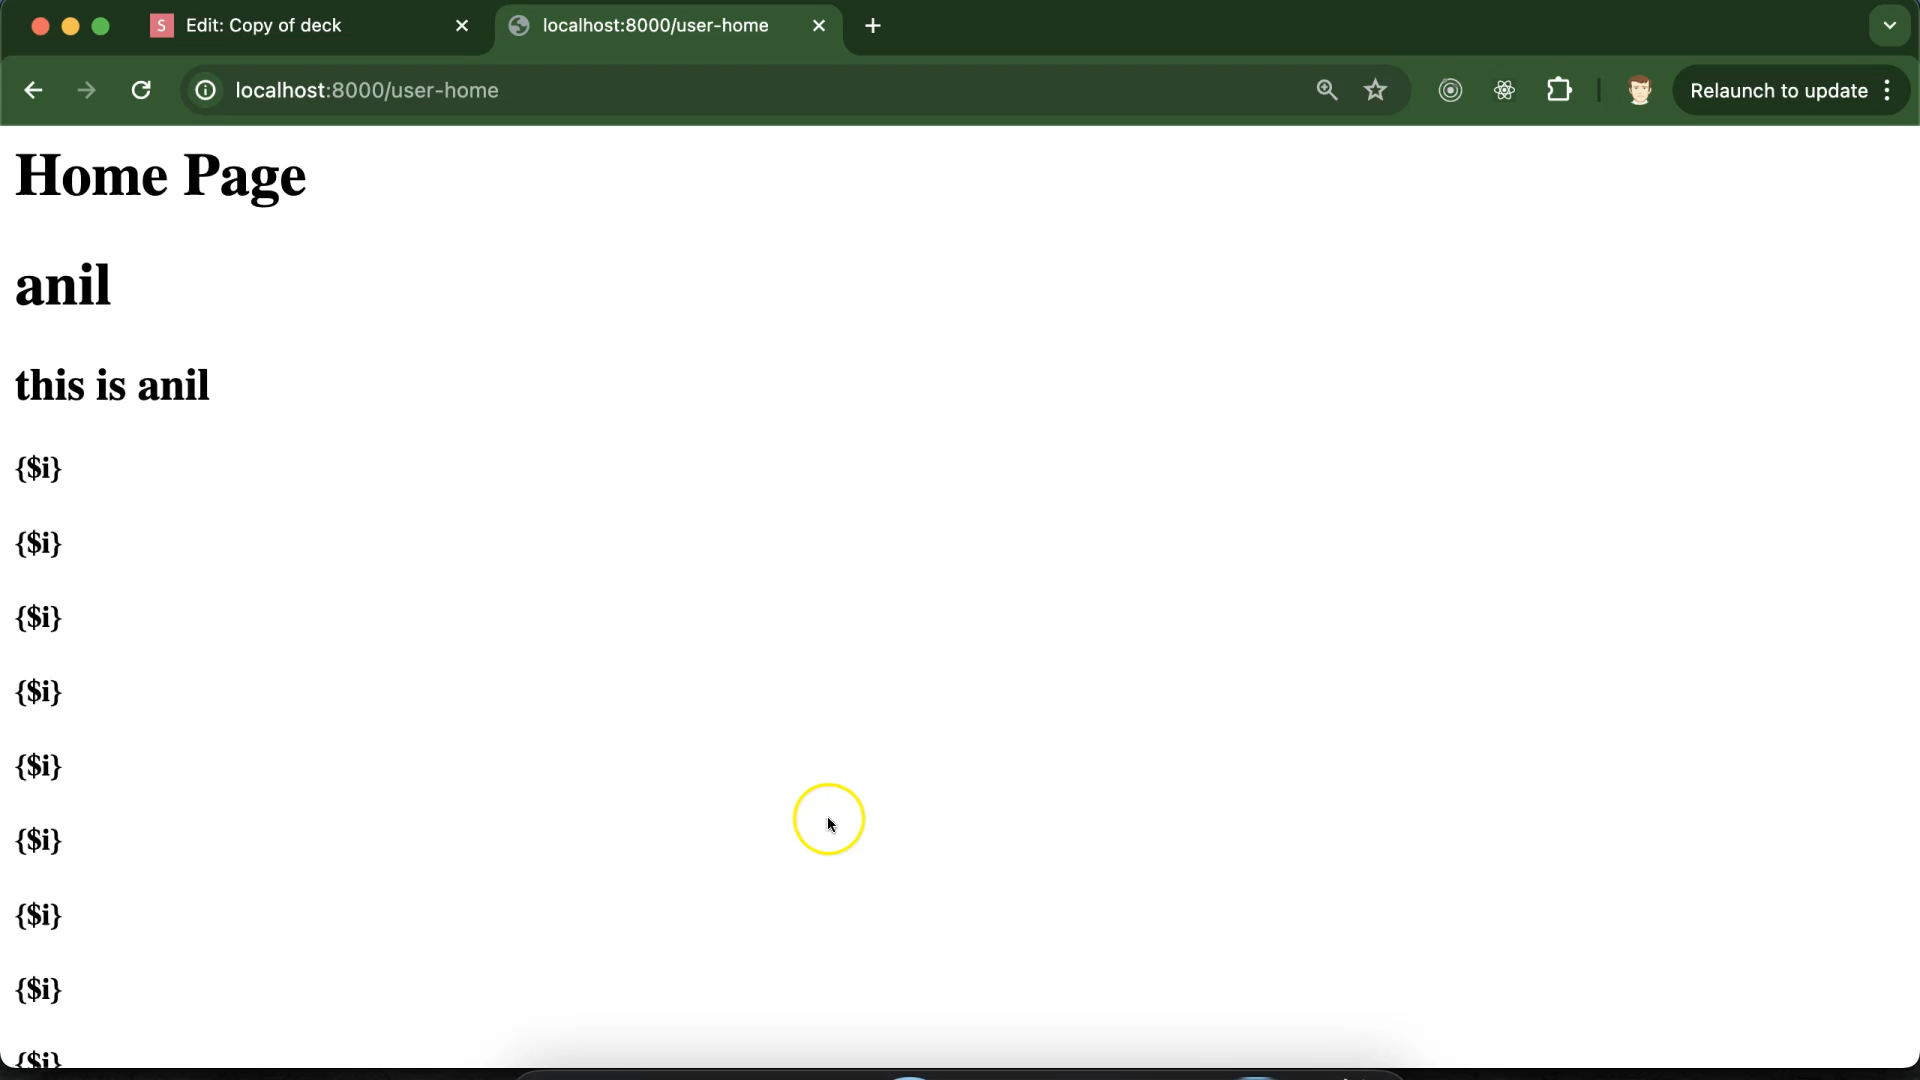 S Edit: Copy of deck
localhost:8000/user-home
localhost:8000/user-home
Relaunch to update
Home Page
anil
this is anil
{$i}
{$i}
{$i}
{$i}
{$i}
{$i}
{$i}
{$i}
{$i}